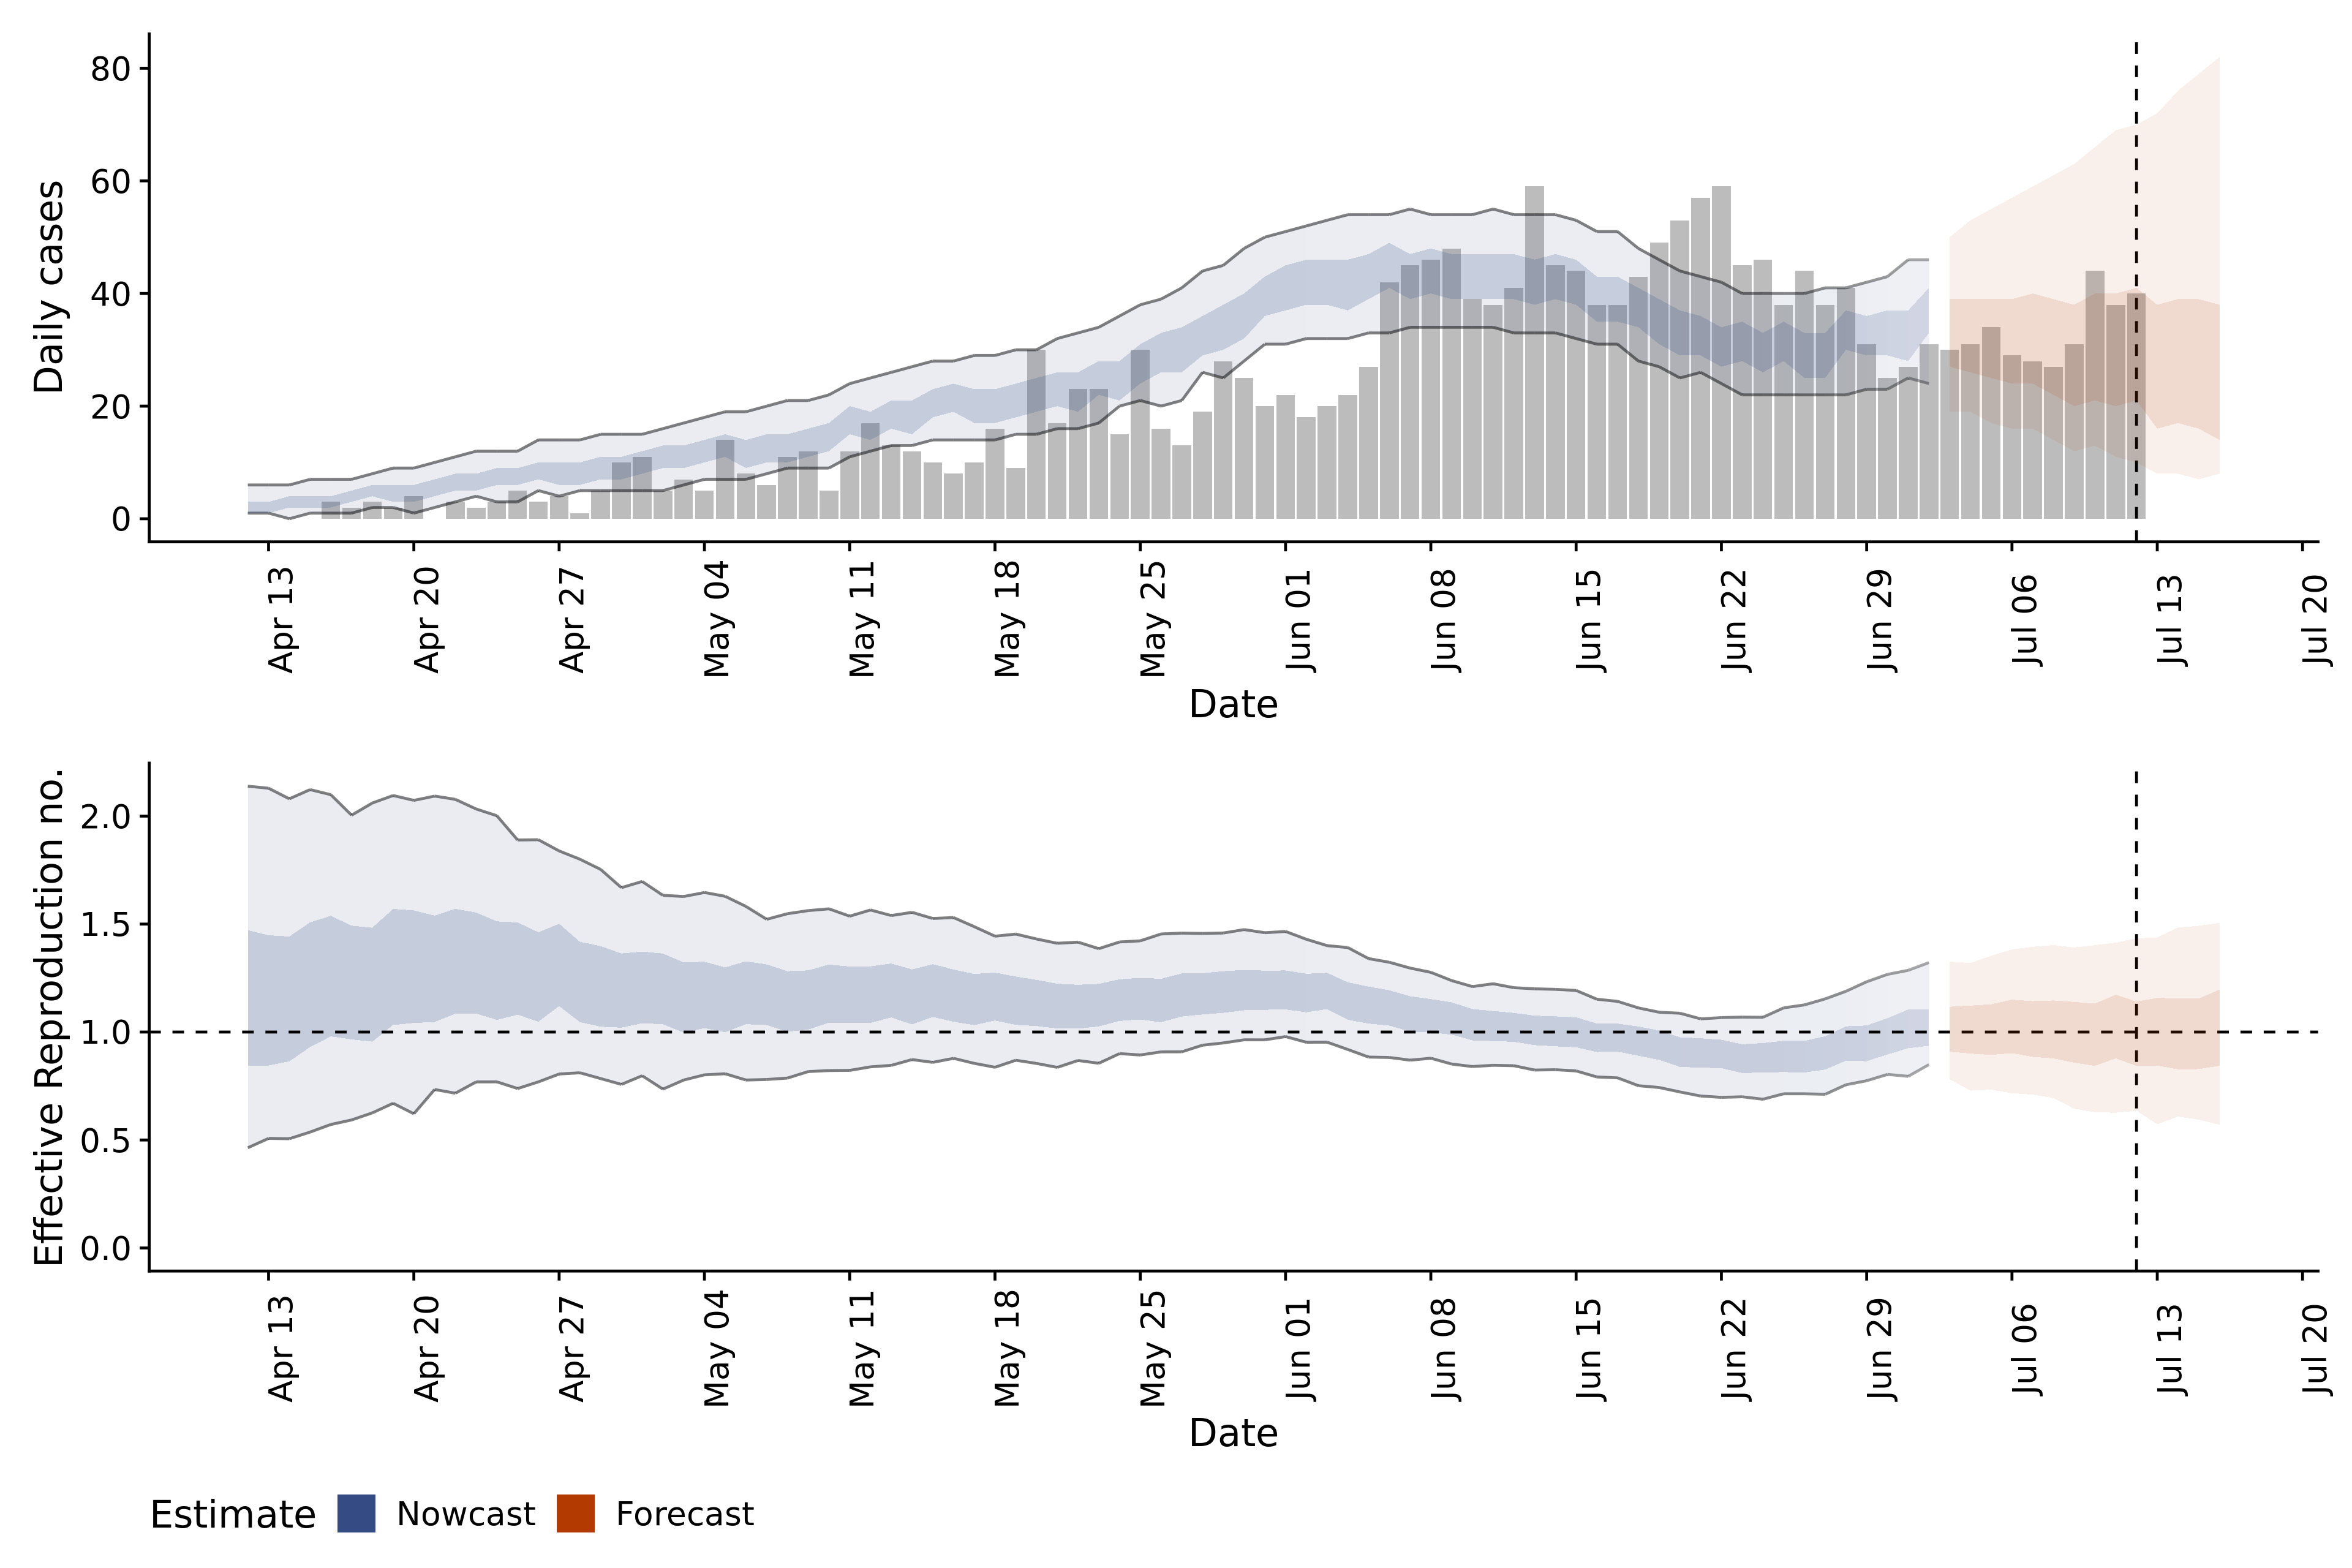 Daily cases
80
60
40
20
0
Apr 13
Apr 20
Apr 27
May 04
May 11
May 18
May 25
Jun 01
Jun 08
Jun 15
Jun 22
Jun 29
Jul 06
Jul 13
Jul 20
Date
Effective Reproduction no.
2.0
1.5
1.0
0.5
0.0
Apr 13
Apr 20
Apr 27
May 04
May 11
May 18
May 25
Jun 01
Jun 08
Jun 15
Jun 22
Jun 29
Jul 06
Jul 13
Jul 20
Date
Estimate Nowcast Forecast